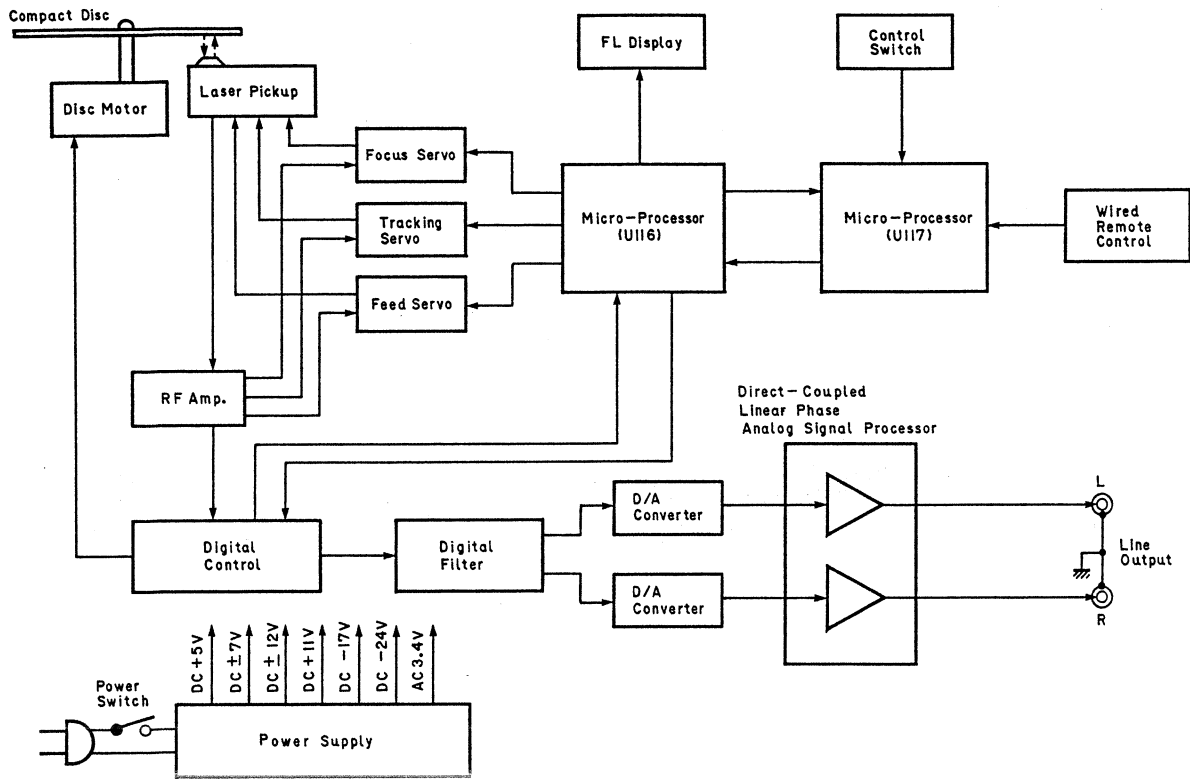 Compact Disc
FL Display
Control
Switch
Laser Pickup
Disc Motor
Focus Servo
Micro-Processor
(U116)
Micro-Processor
(U117)
Wired
Remote
Control
Tracking
Servo
Feed Servo
RF Amp.
Direct-Coupled
Linear Phase
Analog Signal Processor
D/A
Converter
L
Digital
Control
Digital
Filter
Line
Output
D/A
Converter
R
DC+5V
DC±7V
DC±12V
DC+11V
DC-17V
DC-24V
AC3.4V
Power
Switch
Power Supply